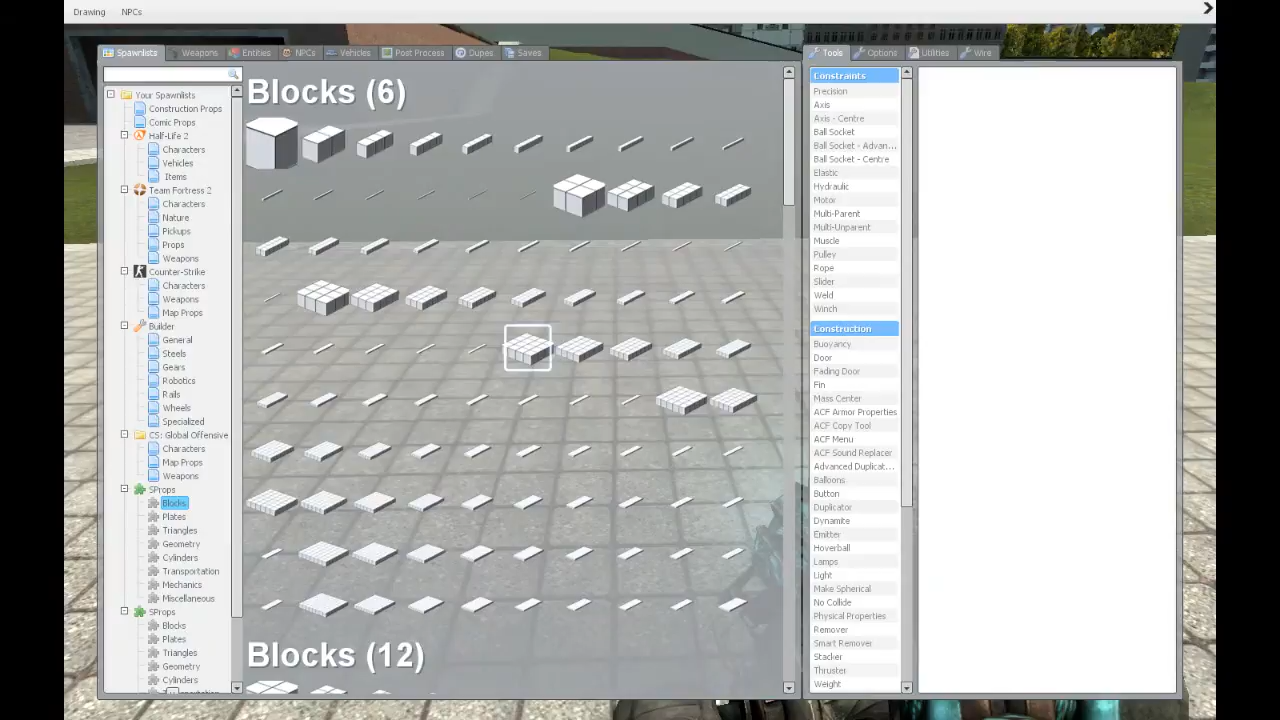 Drawing NPCs
Spawnlists Weapons Entities NPCs Vehicles Post Process Dupes Saves
Your Spawnlists
Construction Props
Comic Props
Half-Life 2
Characters
Vehicles
Items
Team Fortress 2
Characters
Nature
Pickups
Props
Weapons
Counter-Strike
Characters
Weapons
Map Props
Builder
General
Steels
Gears
Robotics
Rails
Wheels
Specialized
CS: Global Offensive
Characters
Map Props
Weapons
SProps
Blocks
Plates
Triangles
Geometry
Cylinders
Transportation
Mechanics
Miscellaneous
SProps
Blocks
Plates
Triangles
Geometry
Cylinders
Blocks (6)
Blocks (12)
Tools Options Utilities Wire
Constraints
Precision
Axis
Axis - Centre
Ball Socket
Ball Socket - Advan...
Ball Socket - Centre
Elastic
Hydraulic
Motor
Multi-Parent
Multi-Unparent
Muscle
Pulley
Rope
Slider
Weld
Winch
Construction
Buoyancy
Door
Fading Door
Fin
Mass Center
ACF Armor Properties
ACF Copy Tool
ACF Menu
ACF Sound Replacer
Advanced Duplicat...
Balloons
Button
Duplicator
Dynamite
Emitter
Hoverball
Lamps
Light
Make Spherical
No Collide
Physical Properties
Remover
Smart Remover
Stacker
Thruster
Weight